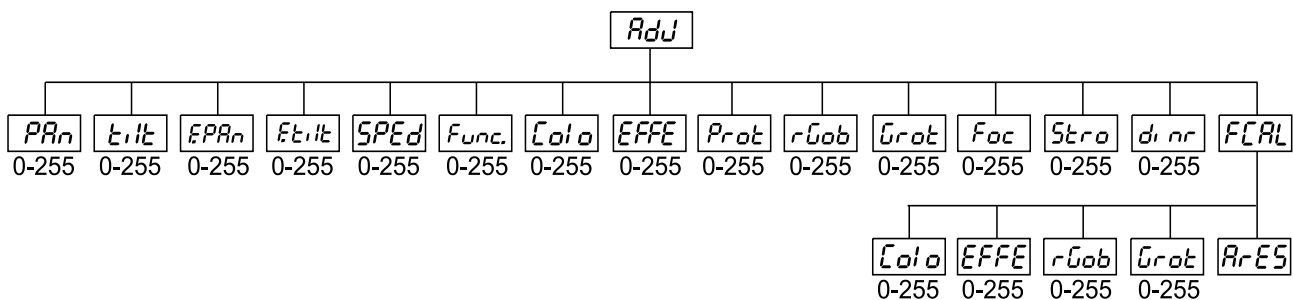 AdJ
PAn tilt F.PAn F.tilt SPEd Func. Colo EFFE Prot rGob Grot Foc Stro di nr FCAL
0-255 0-255 0-255 0-255 0-255 0-255 0-255 0-255 0-255 0-255 0-255 0-255 0-255 0-255
Colo EFFE rGob Grot ArES
0-255 0-255 0-255 0-255